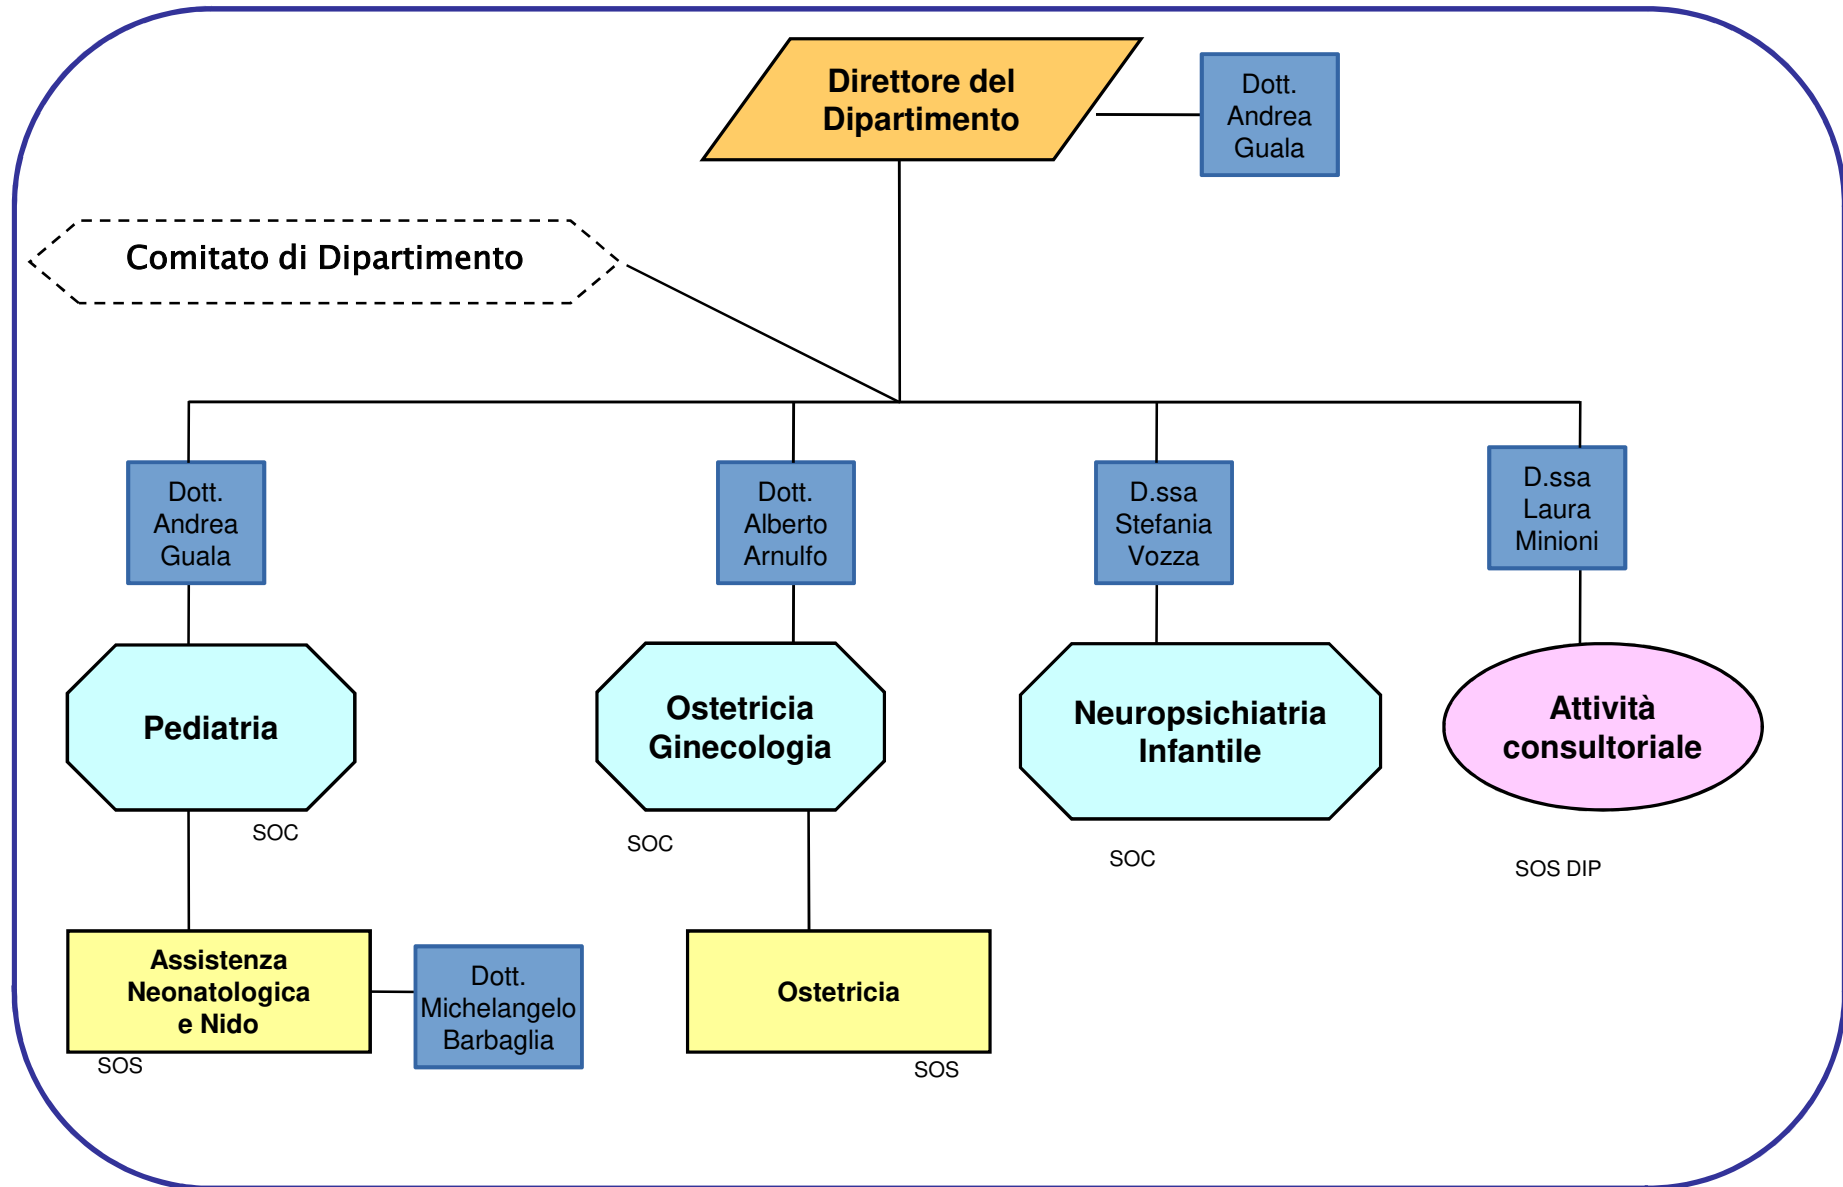 Direttore del
Dipartimento
Dott.
Andrea
Guala
Comitato di Dipartimento
Dott.
Andrea
Guala
Dott.
Alberto
Arnulfo
D.ssa
Stefania
Vozza
D.ssa
Laura
Minioni
Pediatria
Ostetricia
Ginecologia
Neuropsichiatria
Infantile
Attività
consultoriale
SOC
SOC
SOC
SOS DIP
Assistenza
Neonatologica
e Nido
Dott.
Michelangelo
Barbaglia
Ostetricia
SOS
SOS